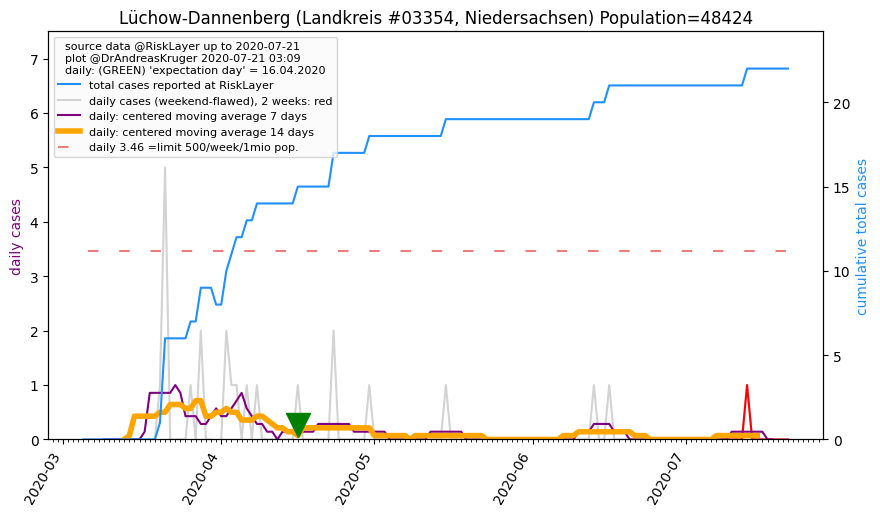 Lüchow-Dannenberg (Landkreis #03354, Niedersachsen) Population=48424
source data @RiskLayer up to 2020-07-21
plot @DrAndreasKruger 2020-07-21 03:09
daily: (GREEN) 'expectation day' = 16.04.2020
total cases reported at RiskLayer
daily cases (weekend-flawed), 2 weeks: red
daily: centered moving average 7 days
daily: centered moving average 14 days
daily 3.46 =limit 500/week/1mio pop.
daily cases
7
6
5
4
3
2
1
0
cumulative total cases
20
15
10
5
0
2020-03
2020-04
2020-05
2020-06
2020-07